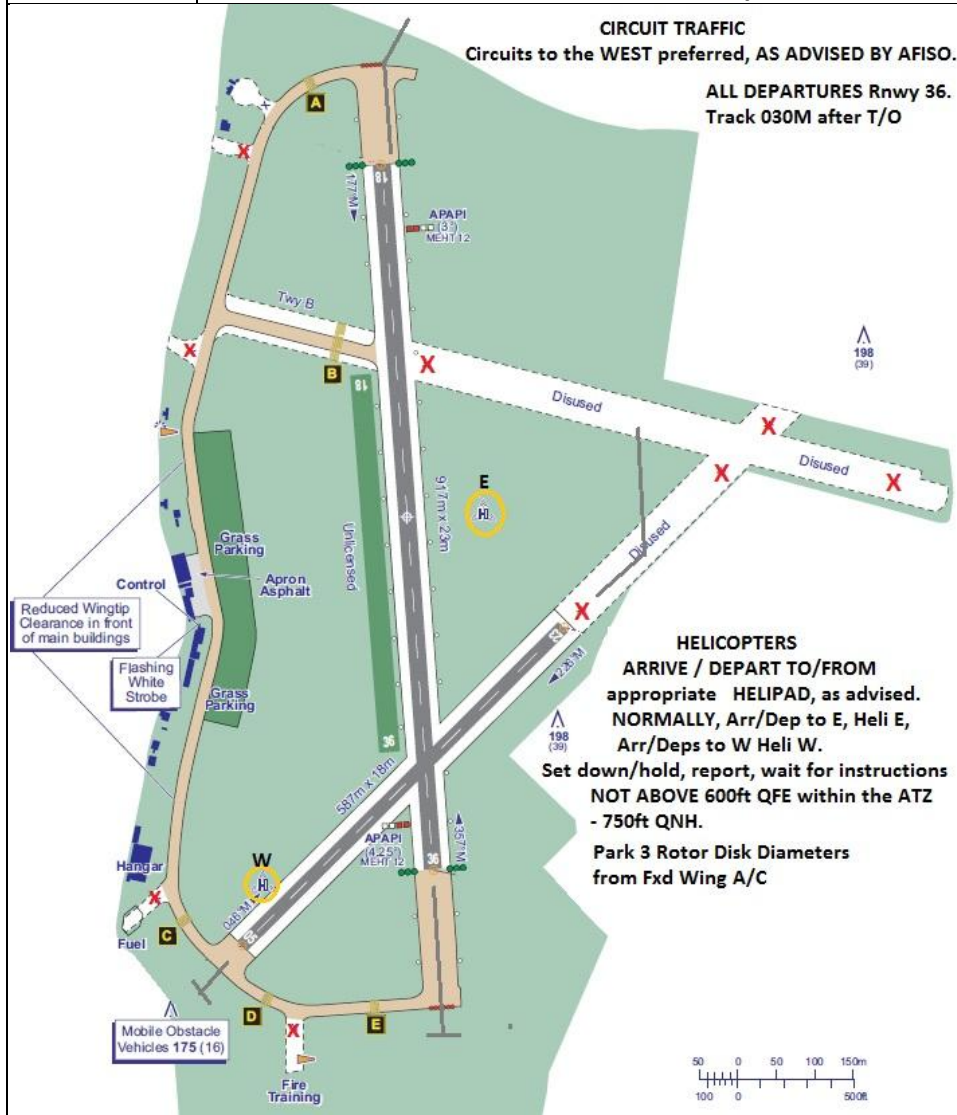 CIRCUIT TRAFFIC
Circuits to the WEST preferred, AS ADVISED BY AFISO.
ALL DEPARTURES Rnwy 36.
Track 030M after T/O
A
X
X
18
177°M
APAPI
(3°)
MEHT 12
Twy B
X
B
X
18
198
(39)
Disused
X
Disused
X
X
E
H
917m x 23m
Unlicensed
Disused
Grass
Parking
Control
Apron
Asphalt
Reduced Wingtip
Clearance in front
of main buildings
Flashing
White
Strobe
Grass
Parking
X
23
226°M
36
198
(39)
HELICOPTERS
ARRIVE / DEPART TO/FROM
appropriate HELIPAD, as advised.
NORMALLY, Arr/Dep to E, Heli E,
Arr/Deps to W Heli W.
Set down/hold, report, wait for instructions
NOT ABOVE 600ft QFE within the ATZ
- 750ft QNH.
Park 3 Rotor Disk Diameters
from Fxd Wing A/C
587m x 18m
APAPI
(4.25°)
MEHT 12
357°M
36
Hangar
W
H
046°M
05
X
Fuel
C
D
E
Mobile Obstacle
Vehicles 175 (16)
X
Fire
Training
50 0 50 100 150m
100 0 500ft